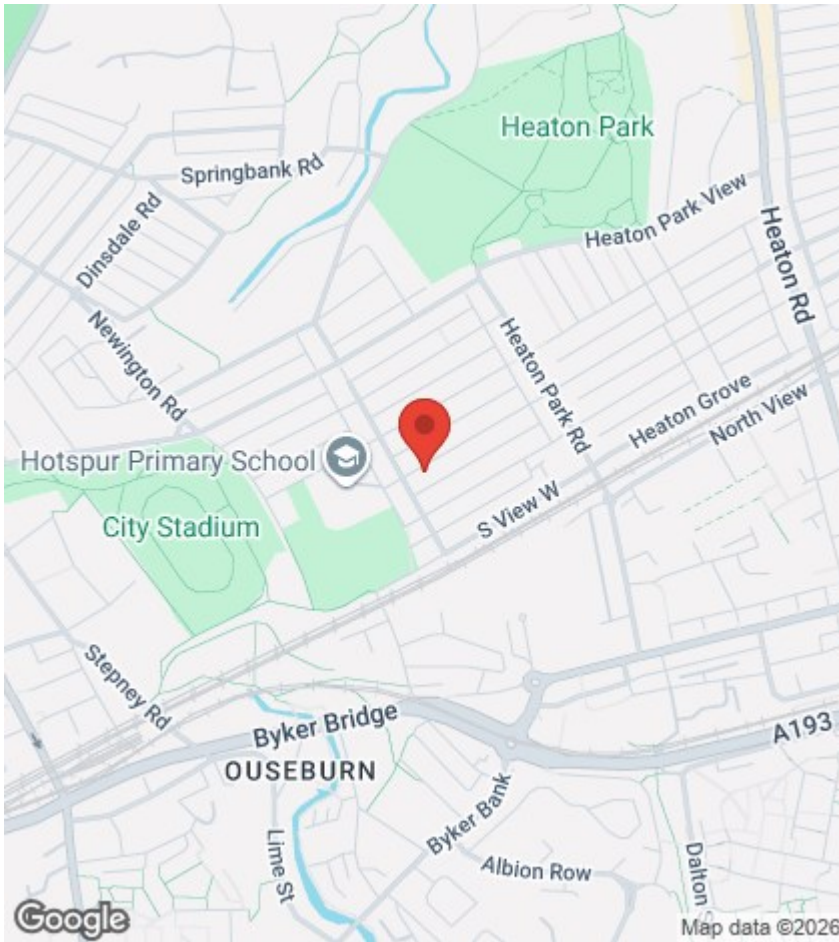 Heaton Park
Springbank Rd
Dinsdale Rd
Heaton Park View
Heaton Rd
Newington Rd
Heaton Park Rd
Heaton Grove
North View
Hotspur Primary School
City Stadium
S View W
Stepney Rd
Byker Bridge
A193
OUSEBURN
Byker Bank
Lime St
Albion Row
Dalton S
Google
Map data ©2026